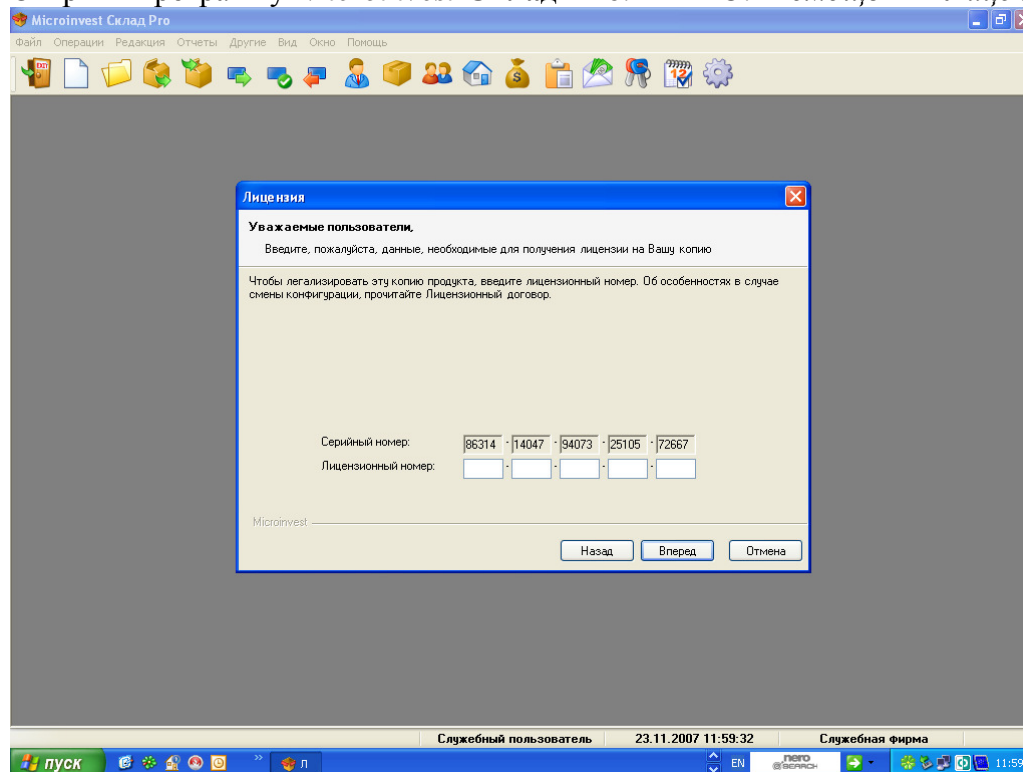 Microinvest Склад Pro
Файл Операции Редакция Отчеты Другие Вид Окно Помощь
EXIT
$
12
Лицензия
Уважаемые пользователи,
Введите, пожалуйста, данные, необходимые для получения лицензии на Вашу копию
Чтобы легализировать эту копию продукта, введите лицензионный номер. Об особенностях в случае
смены конфигурации, прочитайте Лицензионный договор.
Серийный номер: 86314 - 14047 - 94073 - 25105 - 72667
Лицензионный номер: - - - -
Microinvest
Назад Вперед Отмена
Служебный пользователь 23.11.2007 11:59:32 Служебная фирма
пуск » Л EN nero @SEARCH 11:59